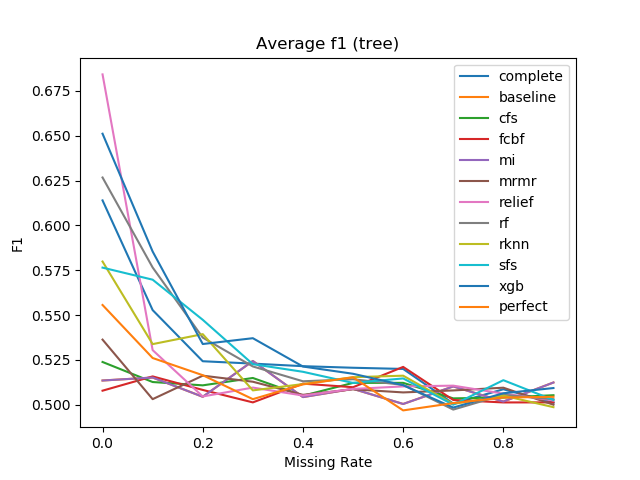 Average f1 (tree)
F1
0.675
0.650
0.625
0.600
0.575
0.550
0.525
0.500
0.0
0.2
0.4
0.6
0.8
Missing Rate
complete
baseline
cfs
fcbf
mi
mrmr
relief
rf
rknn
sfs
xgb
perfect